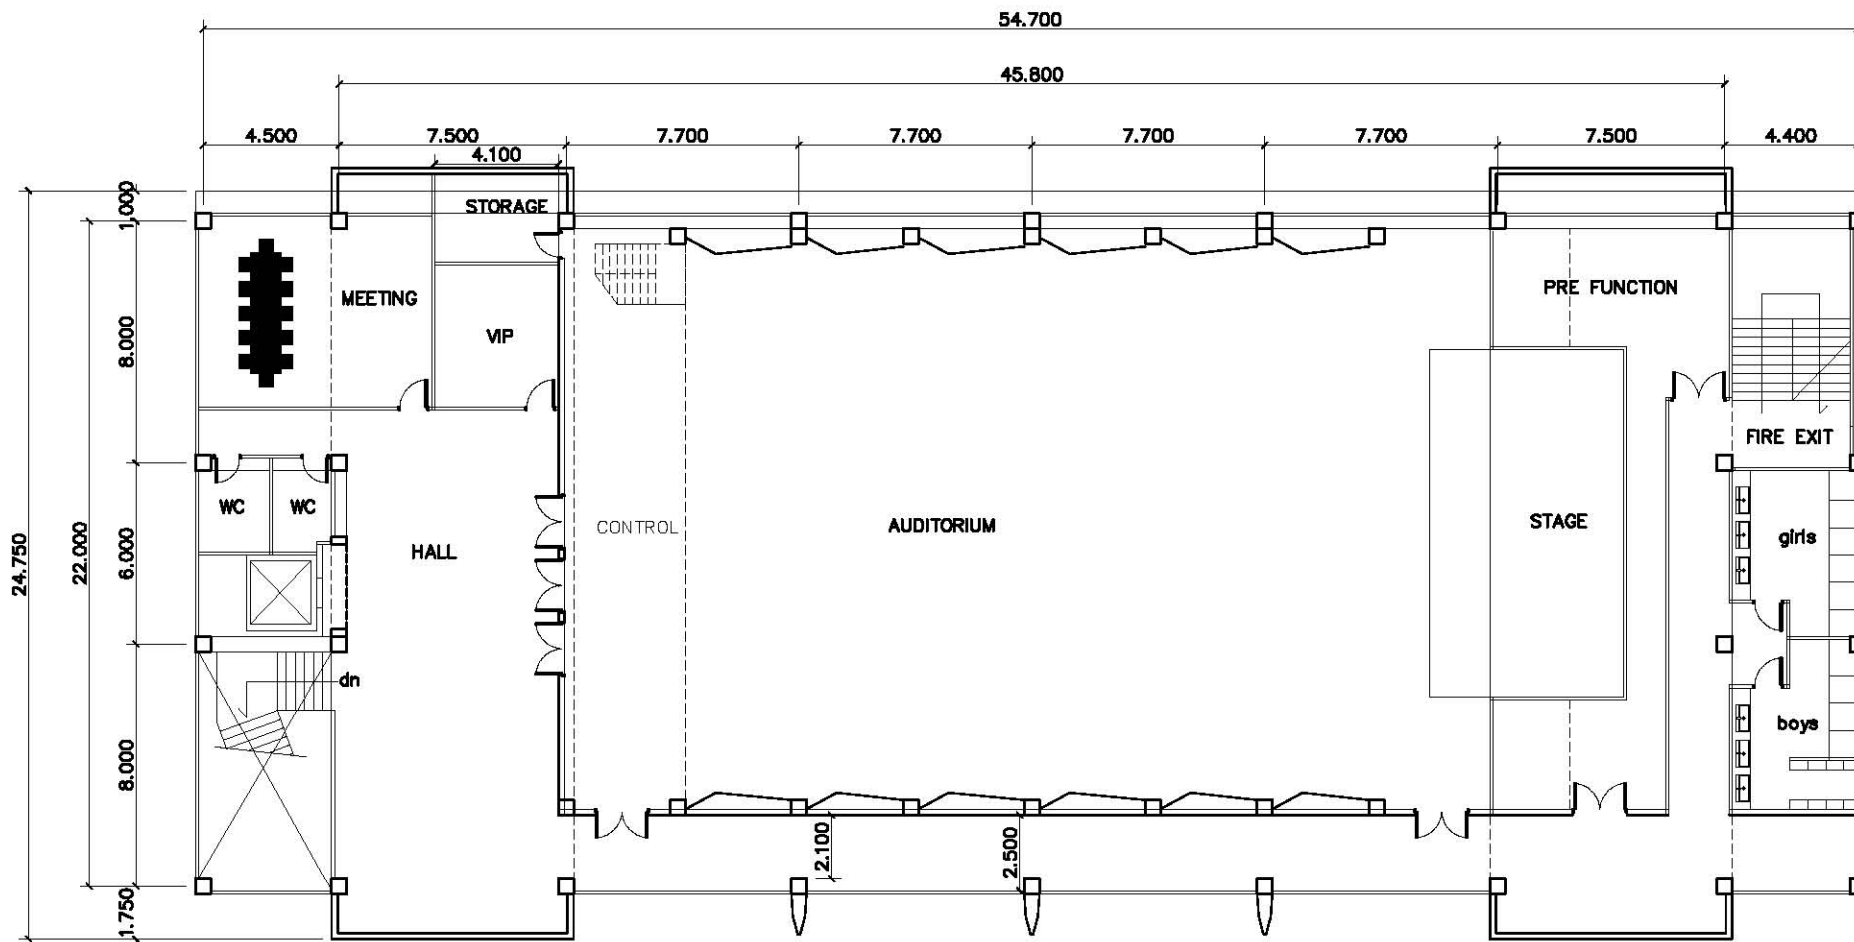 54.700
45.800
4.500 7.500 7.700 7.700 7.700 7.700 7.500 4.400
4.100
1.000
STORAGE
MEETING
PRE FUNCTION
VIP
8.000
FIRE EXIT
WC WC
CONTROL
AUDITORIUM
STAGE
HALL
girls
24.750
22.000
6.000
dn
boys
8.000
2.100
2.500
1.750